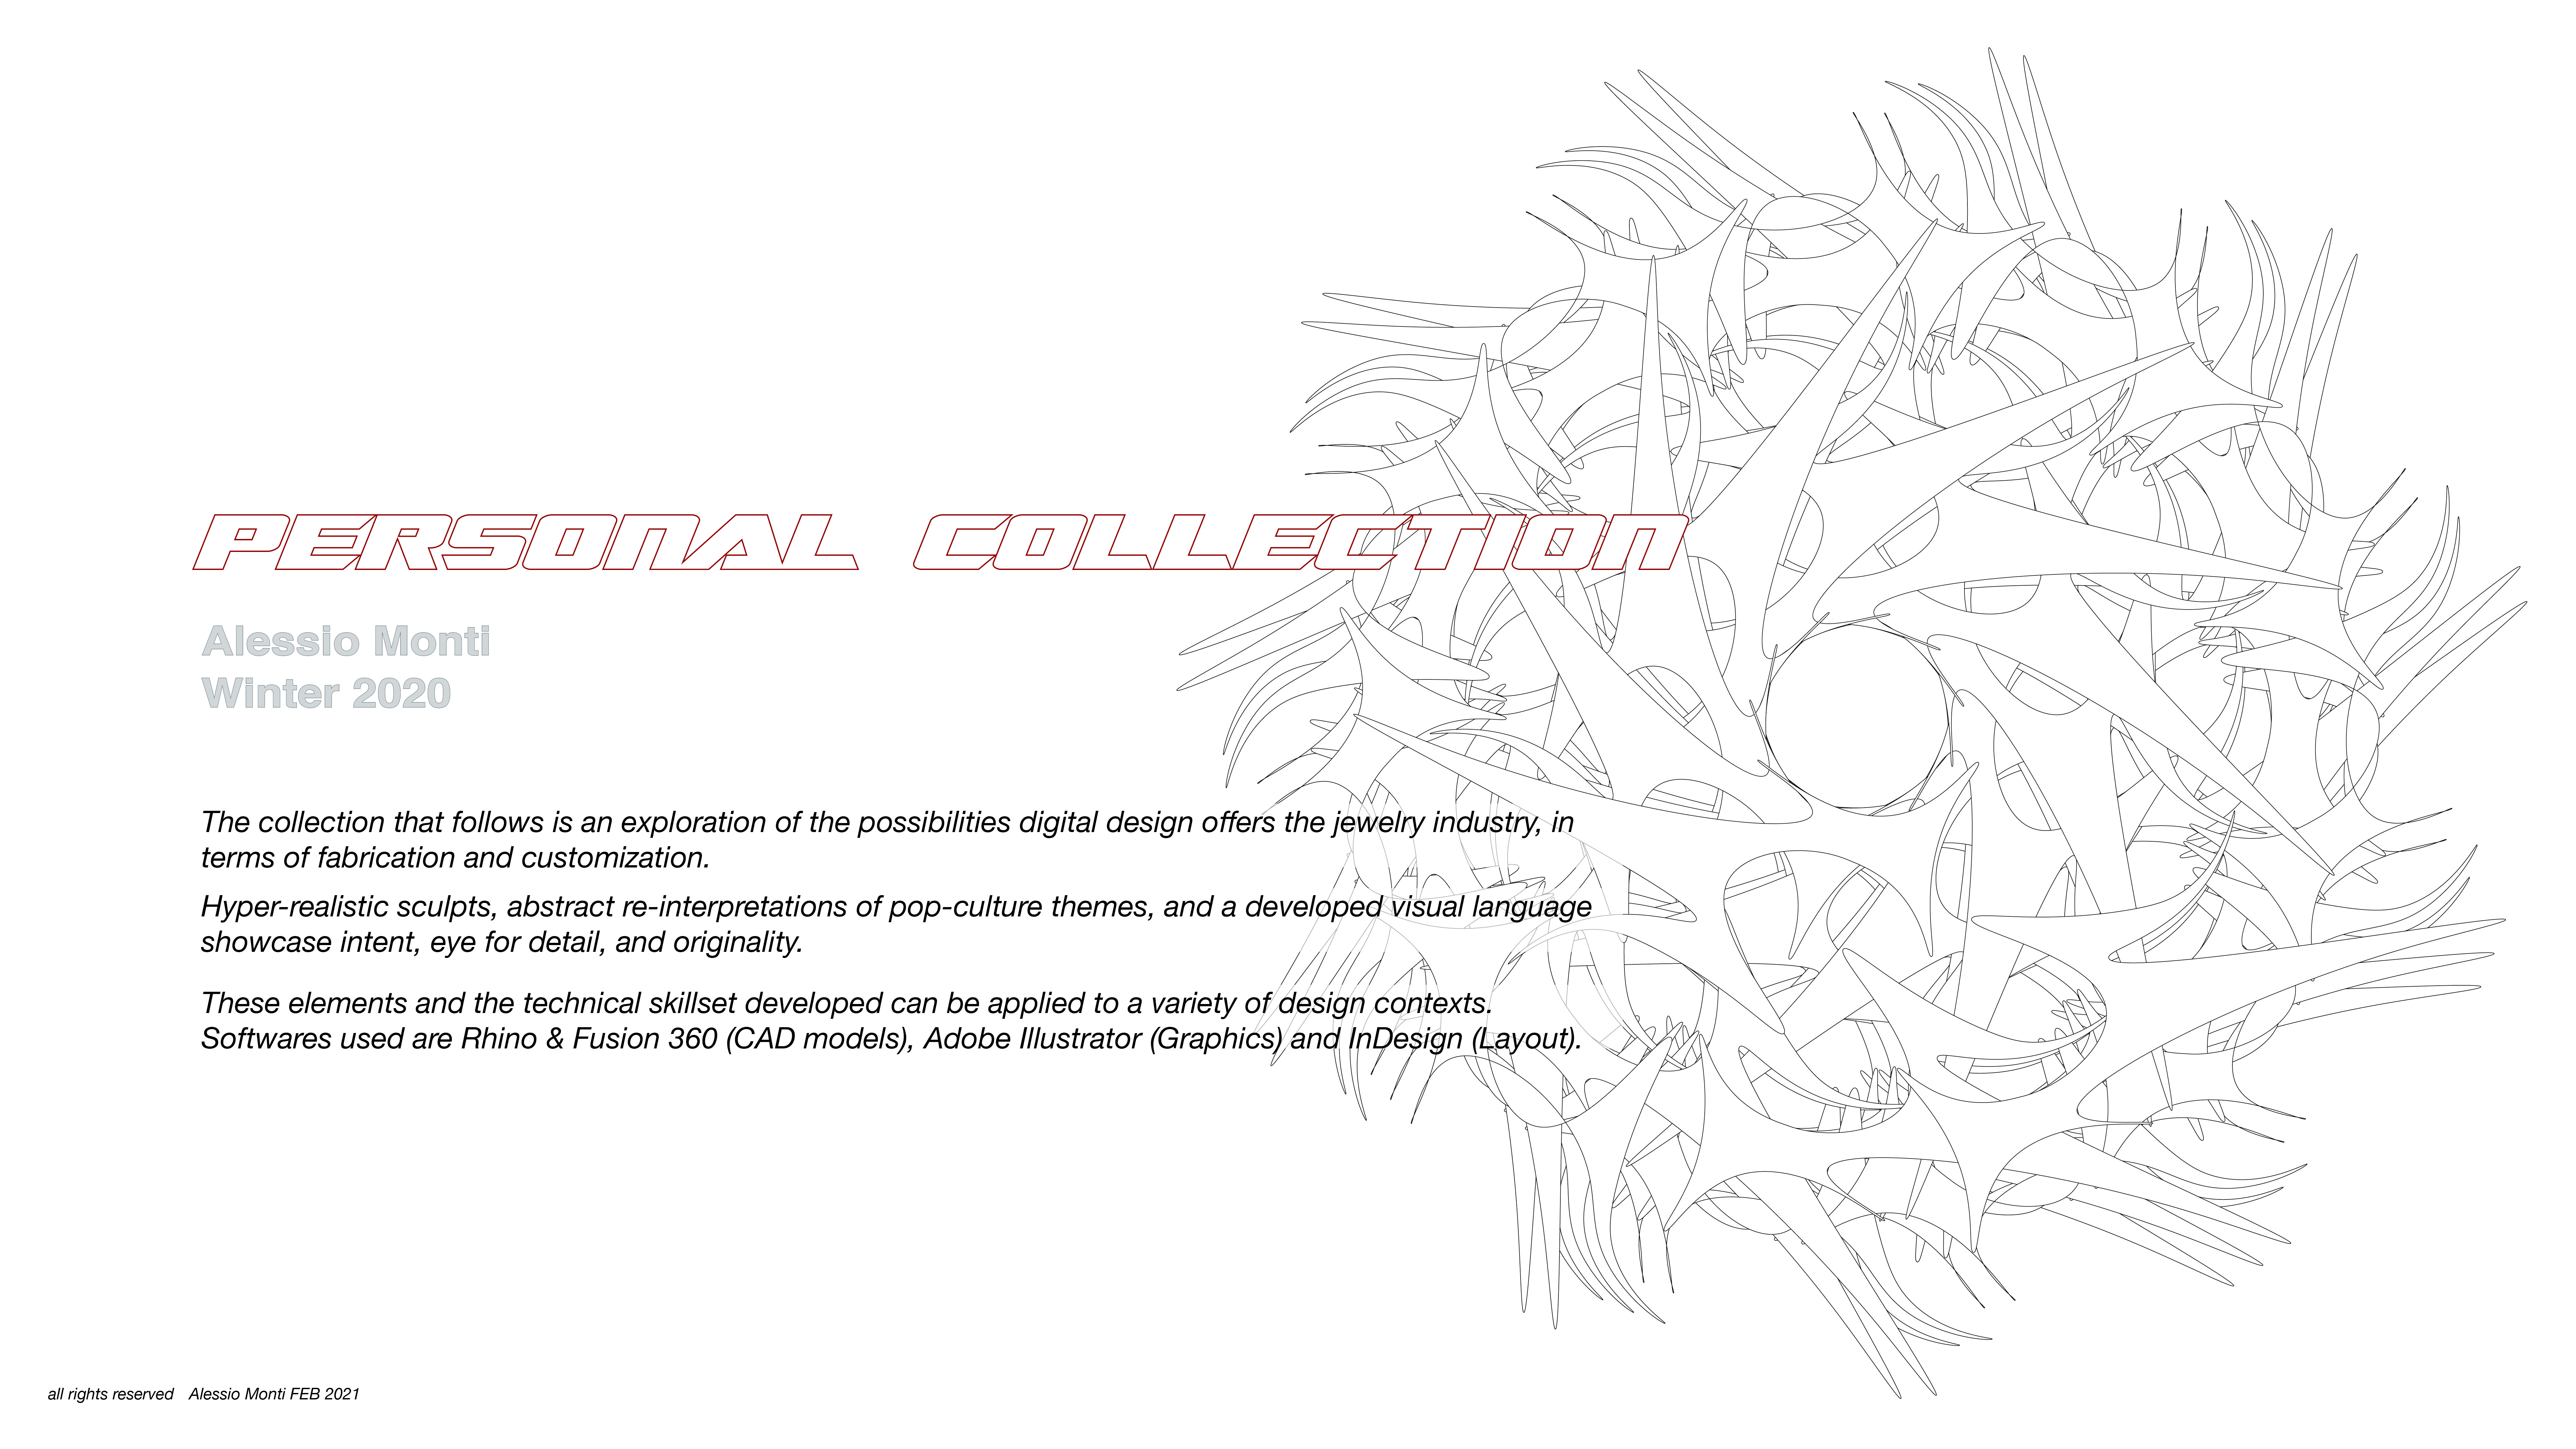 PERSONAL COLLECTION
Alessio Monti
Winter 2020
The collection that follows is an exploration of the possibilities digital design offers the jewelry industry, in
terms of fabrication and customization.
Hyper-realistic sculpts, abstract re-interpretations of pop-culture themes, and a developed visual language
showcase intent, eye for detail, and originality.
These elements and the technical skillset developed can be applied to a variety of design contexts.
Softwares used are Rhino & Fusion 360 (CAD models), Adobe Illustrator (Graphics) and InDesign (Layout).
all rights reserved Alessio Monti FEB 2021